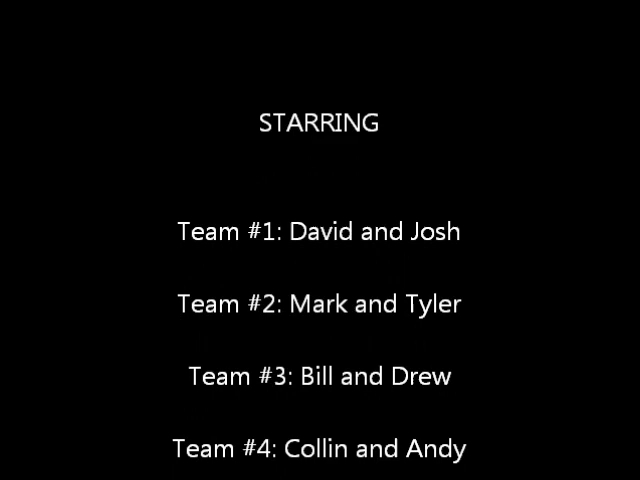 STARRING
Team #1: David and Josh
Team #2: Mark and Tyler
Team #3: Bill and Drew
Team #4: Collin and Andy